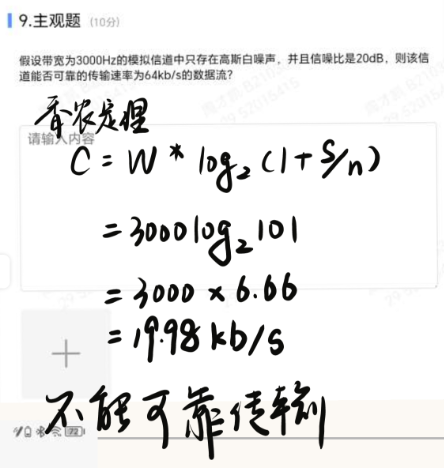 9.主观题 (10分)
假设带宽为3000Hz的模拟信道中只存在高斯白噪声，并且信噪比是20dB，则该信
道能否可靠的传输速率为64kb/s的数据流？
香农定理
请输入内容
C = W * log₂ (1+S/n)
= 3000 log₂ 101
= 3000 × 6.66
= 19.98 kb/s
不能可靠传输
72